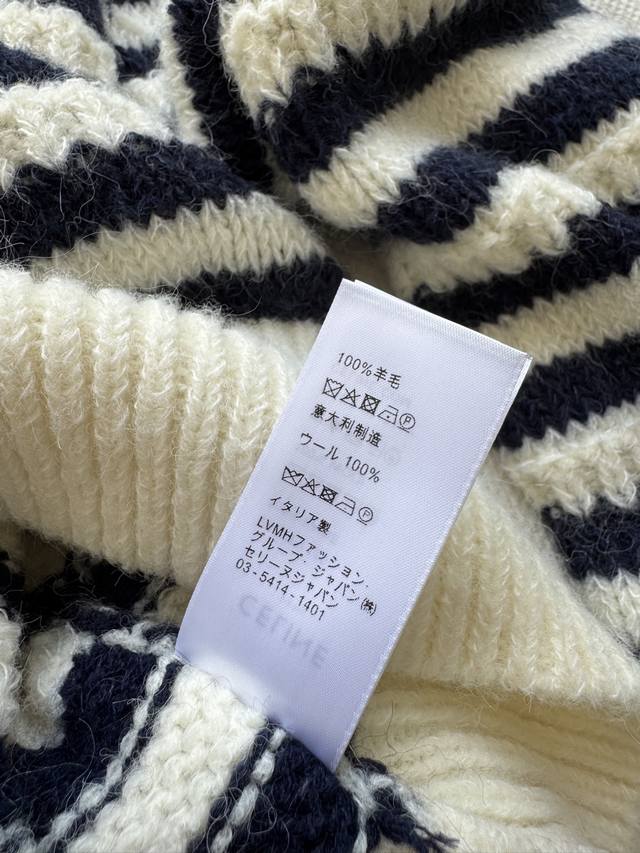 100%羊毛
意大利制造
ウール 100%
イタリア製
LVMHファッション・
グループ・ジャパン(株)
セリーヌジャパン
03-5414-1401
CELINE